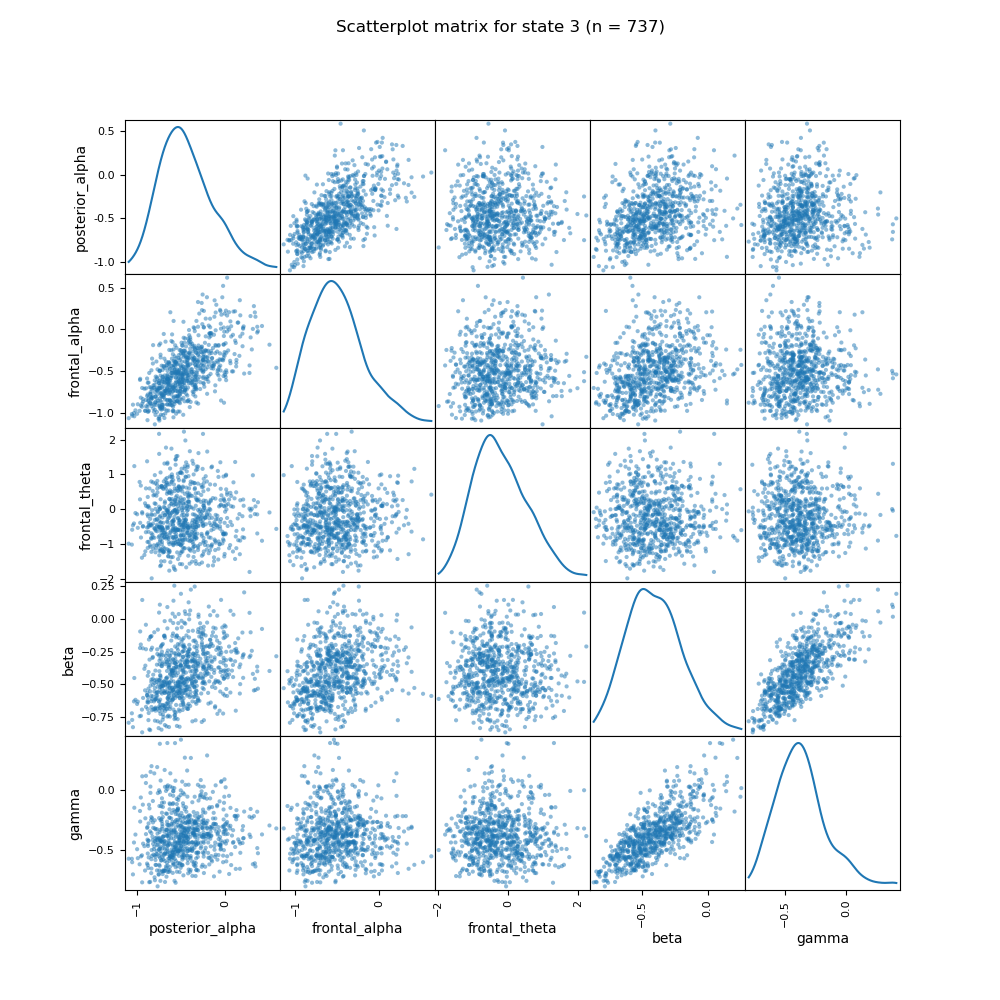 Scatterplot matrix for state 3 (n = 737)
0.5
0.0
−0.5
−1.0
posterior_alpha
0.5
0.0
−0.5
−1.0
frontal_alpha
2
1
0
−1
−2
frontal_theta
0.25
0.00
−0.25
−0.50
−0.75
beta
0.0
−0.5
gamma
−1 0
−1 0
−2 0 2
−0.5 0.0
−0.5 0.0
posterior_alpha
frontal_alpha
frontal_theta
beta
gamma